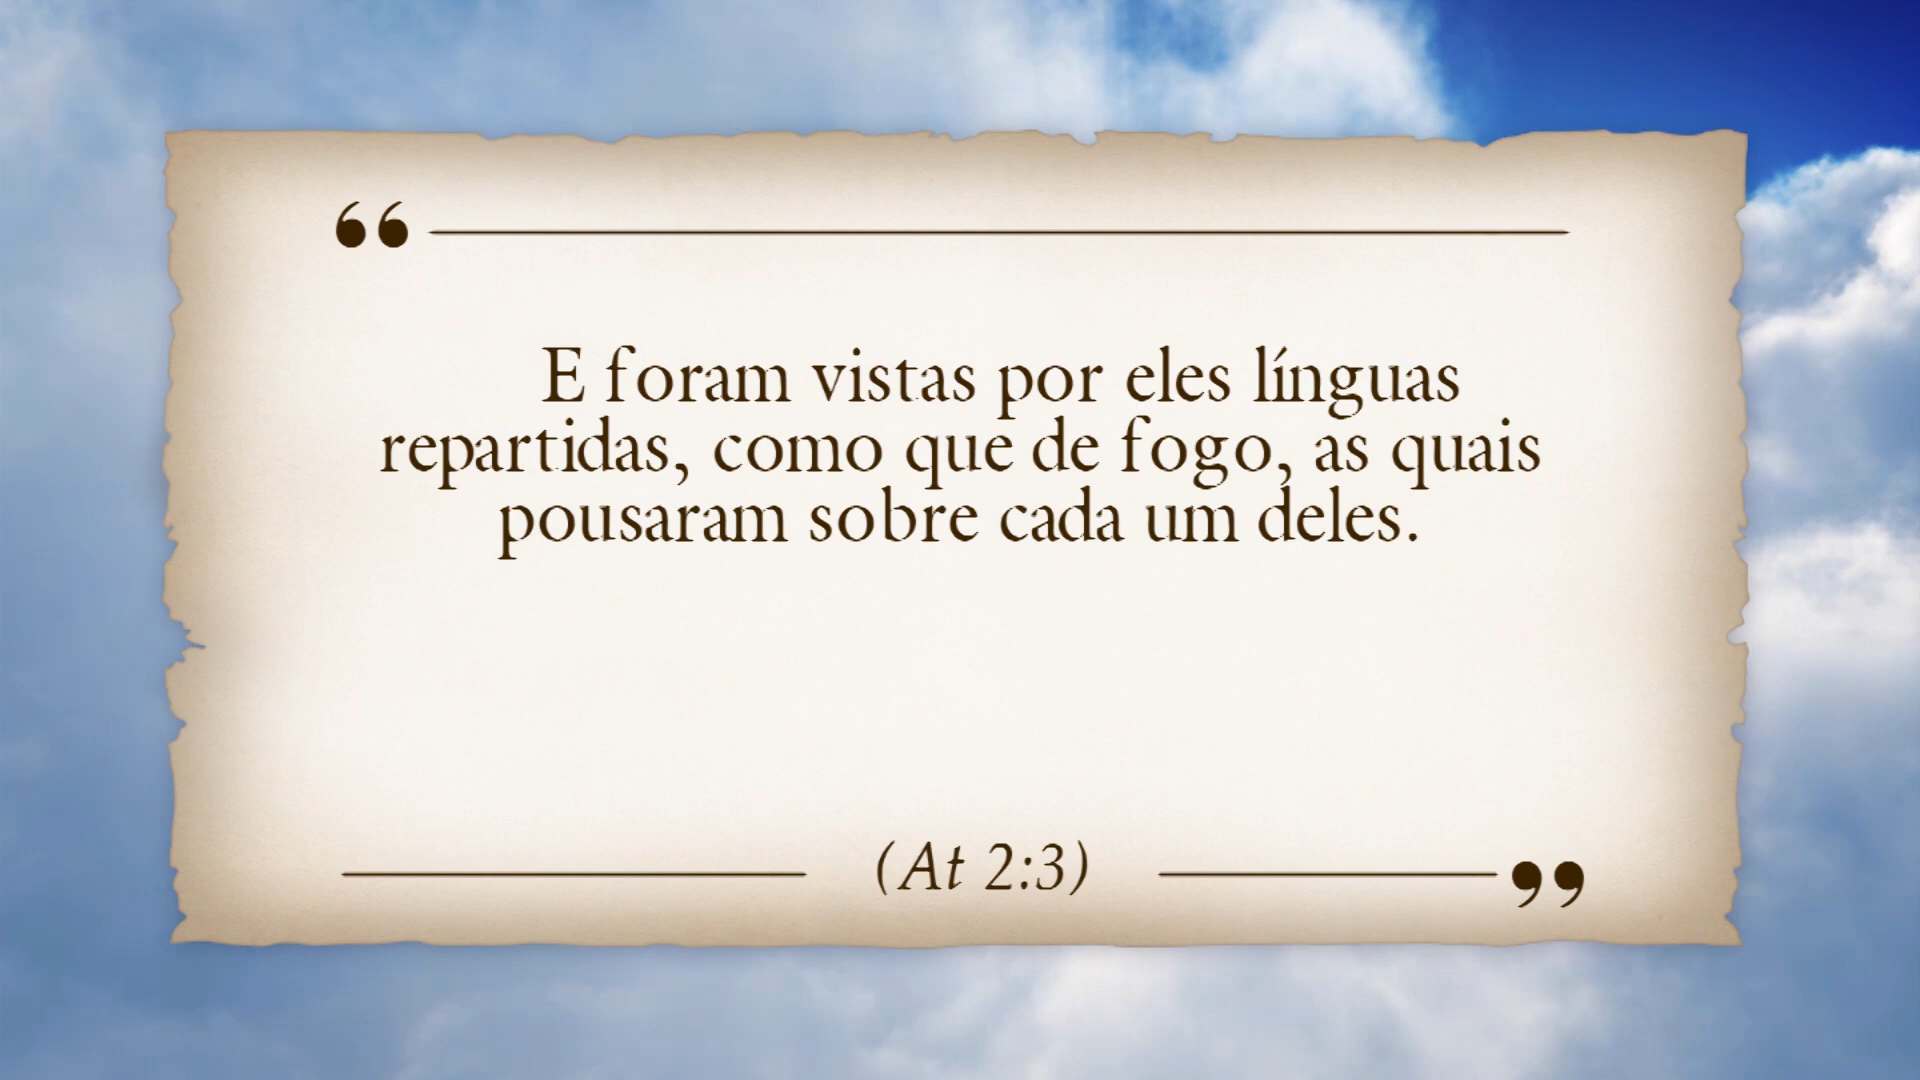 “
E foram vistas por eles línguas
repartidas, como que de fogo, as quais
pousaram sobre cada um deles.
(At 2:3)
”